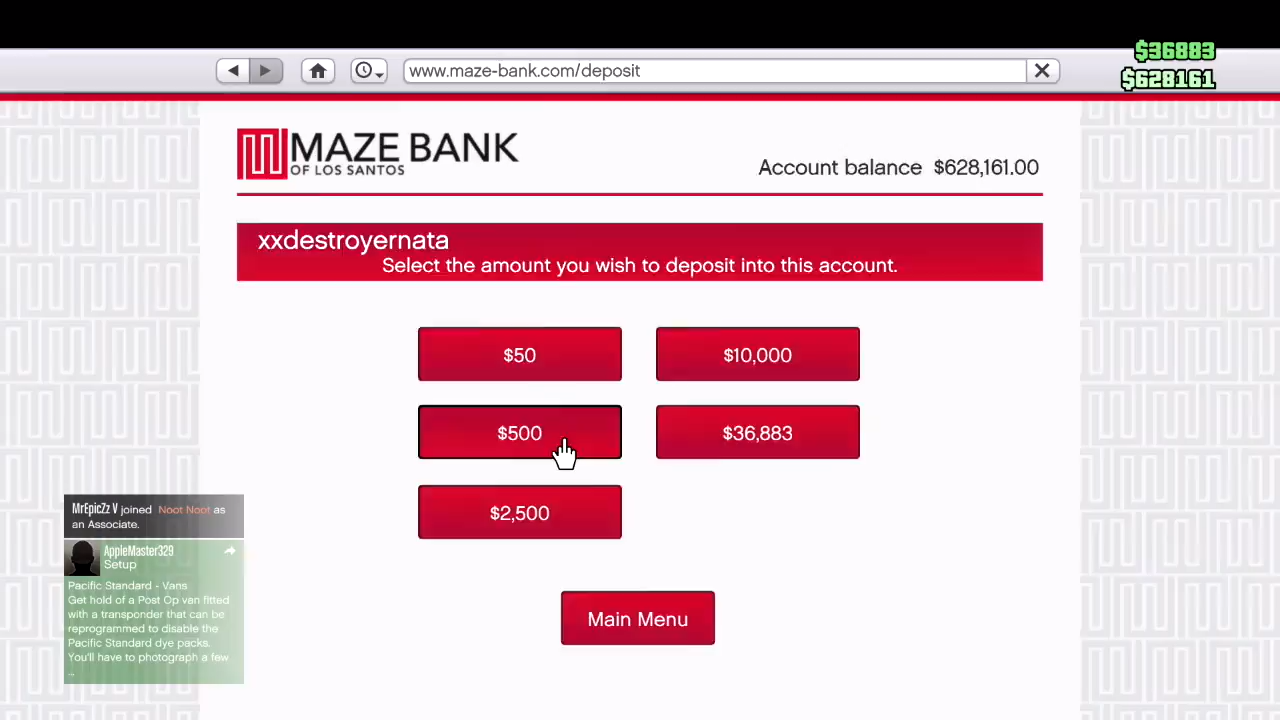 $36883
www.maze-bank.com/deposit
$628161
MAZE BANK
OF LOS SANTOS
Account balance $628,161.00
xxdestroyernata
Select the amount you wish to deposit into this account.
$50
$10,000
$500
$36,883
$2,500
Main Menu
MrEpicZz V joined Noot Noot as
an Associate.
AppleMaster329
Setup
Pacific Standard - Vans
Get hold of a Post Op van fitted
with a transponder that can be
reprogrammed to disable the
Pacific Standard dye packs.
You'll have to photograph a few
...